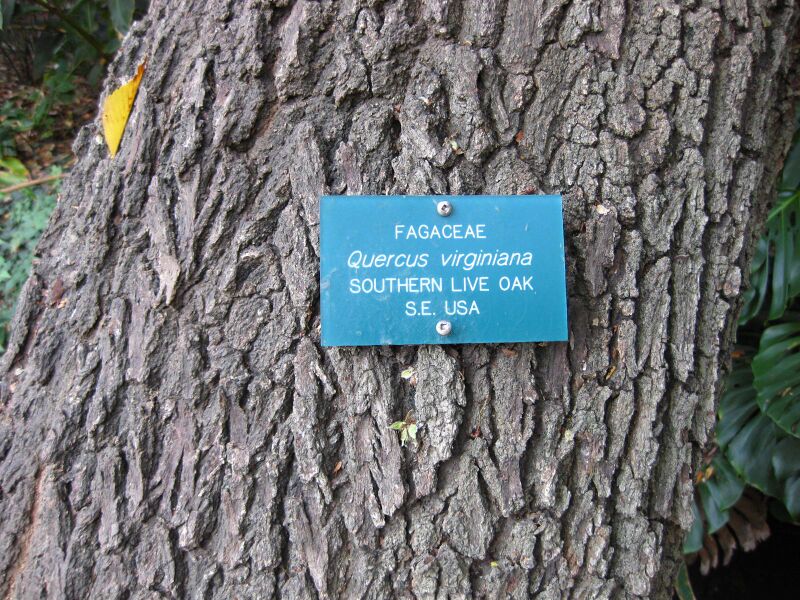 FAGACEAE
Quercus virginiana
SOUTHERN LIVE OAK
S.E. USA